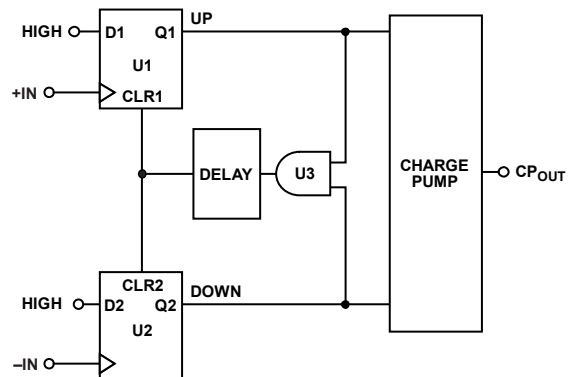 HIGH
D1
Q1
UP
U1
+IN
CLR1
DELAY
U3
CHARGE
PUMP
CPOUT
CLR2
DOWN
HIGH
D2
Q2
U2
–IN